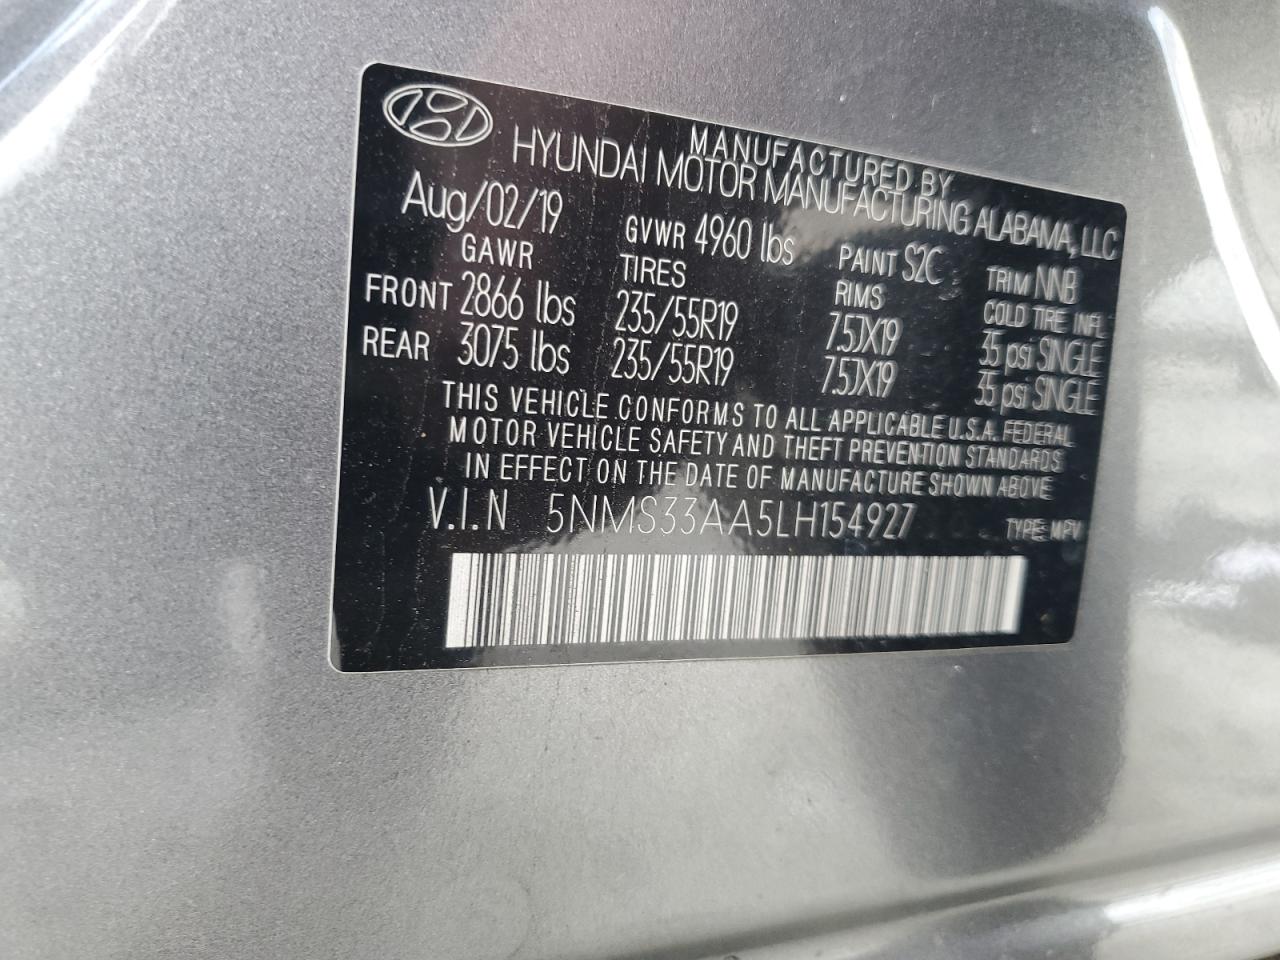 MANUFACTURED BY
HYUNDAI MOTOR MANUFACTURING ALABAMA, LLC
Aug/02/19 GVWR 4960 lbs PAINT S2C TRIM NNB
GAWR TIRES RIMS COLD TIRE INFL
FRONT 2866 lbs 235/55R19 7.5JX19 35 psi SINGLE
REAR 3075 lbs 235/55R19 7.5JX19 35 psi SINGLE
THIS VEHICLE CONFORMS TO ALL APPLICABLE U.S.A. FEDERAL
MOTOR VEHICLE SAFETY AND THEFT PREVENTION STANDARDS
IN EFFECT ON THE DATE OF MANUFACTURE SHOWN ABOVE
V.I.N 5NMS33AA5LH154927 TYPE: MPV